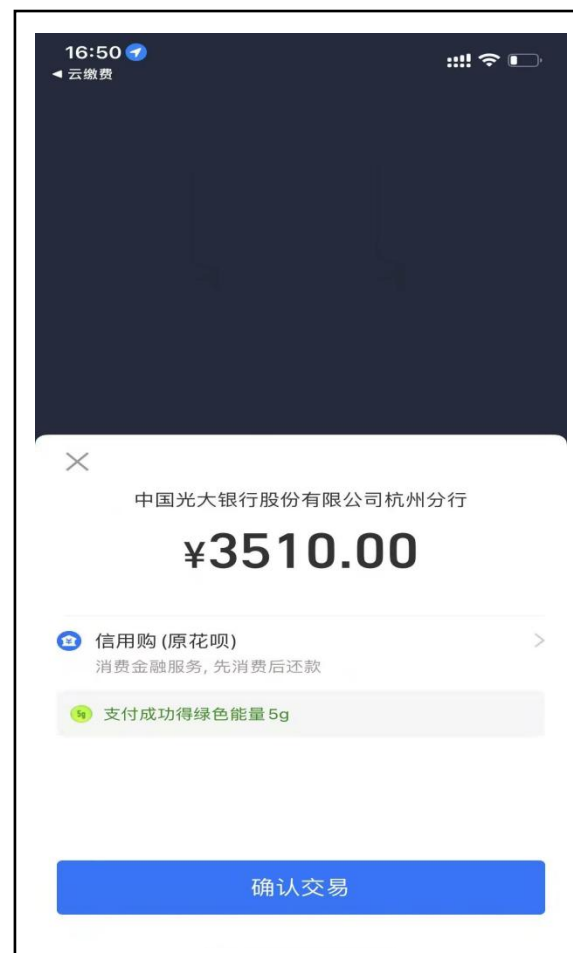 16:50
◀ 云缴费
中国光大银行股份有限公司杭州分行
¥3510.00
信用购 (原花呗)
消费金融服务, 先消费后还款
5g 支付成功得绿色能量5g
确认交易